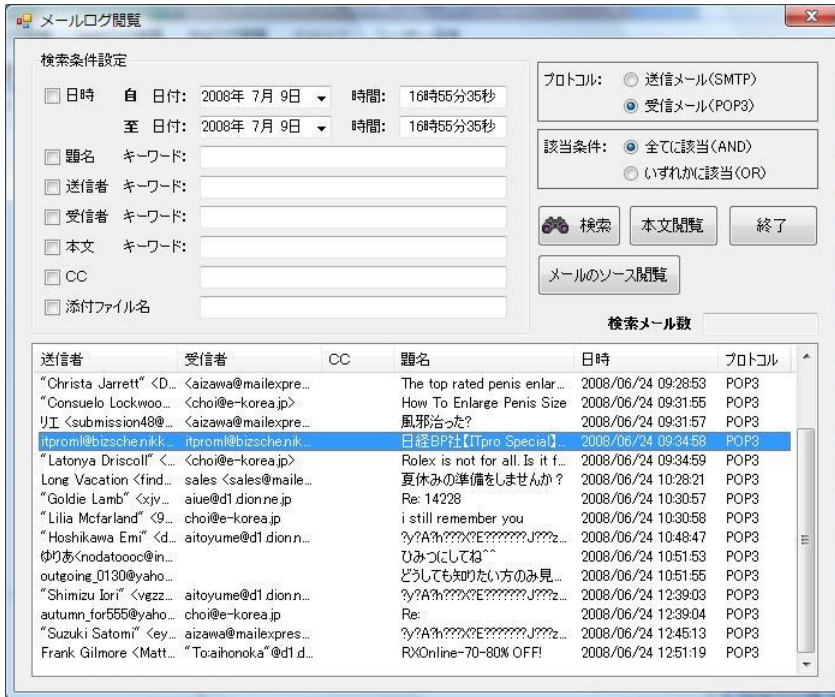 メールログ閲覧
検索条件設定
日時 自 日付: 2008年 7月 9日 時間: 16時55分35秒
至 日付: 2008年 7月 9日 時間: 16時55分35秒
題名 キーワード:
送信者 キーワード:
受信者 キーワード:
本文 キーワード:
CC
添付ファイル名
プロトコル: 送信メール(SMTP)
受信メール(POP3)
該当条件: 全てに該当(AND)
いずれかに該当(OR)
検索 本文閲覧 終了
メールのソース閲覧
検索メール数
送信者 受信者 CC 題名 日時 プロトコル
"Christa Jarrett" <D... <aizawa@mailexpre... The top rated penis enlar... 2008/06/24 09:28:53 POP3
"Consuelo Lockwoo... <choi@e-korea.jp> How To Enlarge Penis Size 2008/06/24 09:31:55 POP3
リエ <submission48@... <aizawa@mailexpre... 風邪治った? 2008/06/24 09:31:57 POP3
itproml@bizsche.nikk... itproml@bizsche.nik... 日経BP社【ITpro Special】... 2008/06/24 09:34:58 POP3
"Latonya Driscoll" <... <choi@e-korea.jp> Rolex is not for all. Is it f... 2008/06/24 09:34:59 POP3
Long Vacation <find... sales <sales@maile... 夏休みの準備をしませんか? 2008/06/24 10:28:21 POP3
"Goldie Lamb" <xjv... aiue@d1.dion.ne.jp Re: 14228 2008/06/24 10:30:57 POP3
"Lilia Mcfarland" <9... choi@e-korea.jp i still remember you 2008/06/24 10:30:58 POP3
"Hoshikawa Emi" <d... aitoyume@d1.dion.n... ?y?A?h???X?E???????J???z... 2008/06/24 10:48:47 POP3
ゆりあ<nodatoooc@in... ひみつにしてね^^ 2008/06/24 10:51:53 POP3
outgoing_0130@yaho... どうしても知りたい方のみ見... 2008/06/24 10:51:55 POP3
"Shimizu Iori" <vgzz... aitoyume@d1.dion.n... ?y?A?h???X?E???????J???z... 2008/06/24 12:39:03 POP3
autumn_for555@yaho... choi@e-korea.jp Re: 2008/06/24 12:39:04 POP3
"Suzuki Satomi" <ey... aizawa@mailexpres... ?y?A?h???X?E???????J???z... 2008/06/24 12:45:13 POP3
Frank Gilmore <Matt... "To:aihonoka"@d1.d... RXOnline-70-80% OFF! 2008/06/24 12:51:19 POP3